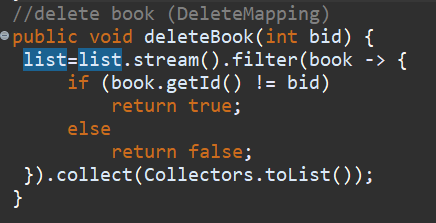 //delete book (DeleteMapping)
public void deleteBook(int bid) {
list=list.stream().filter(book -> {
if (book.getId() != bid)
return true;
else
return false;
}).collect(Collectors.toList());
}